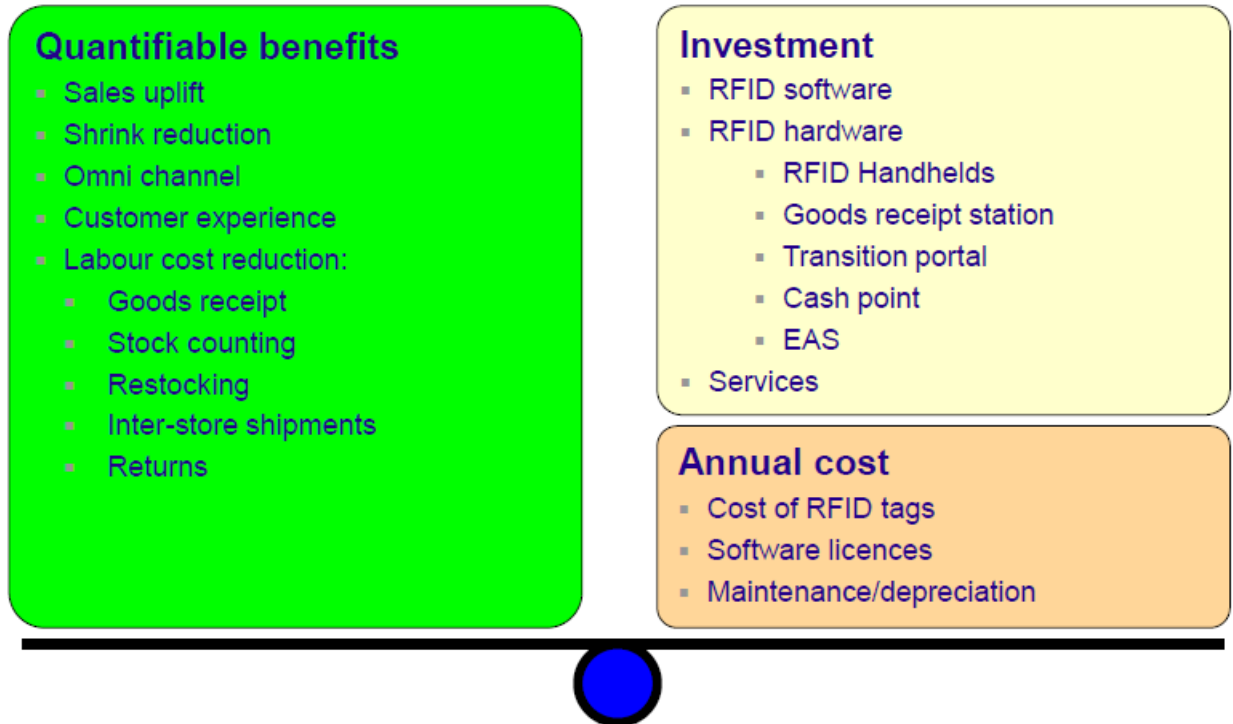 Quantifiable benefits
Sales uplift
Shrink reduction
Omni channel
Customer experience
Labour cost reduction:
Goods receipt
Stock counting
Restocking
Inter-store shipments
Returns
Investment
RFID software
RFID hardware
RFID Handhelds
Goods receipt station
Transition portal
Cash point
EAS
Services
Annual cost
Cost of RFID tags
Software licences
Maintenance/depreciation